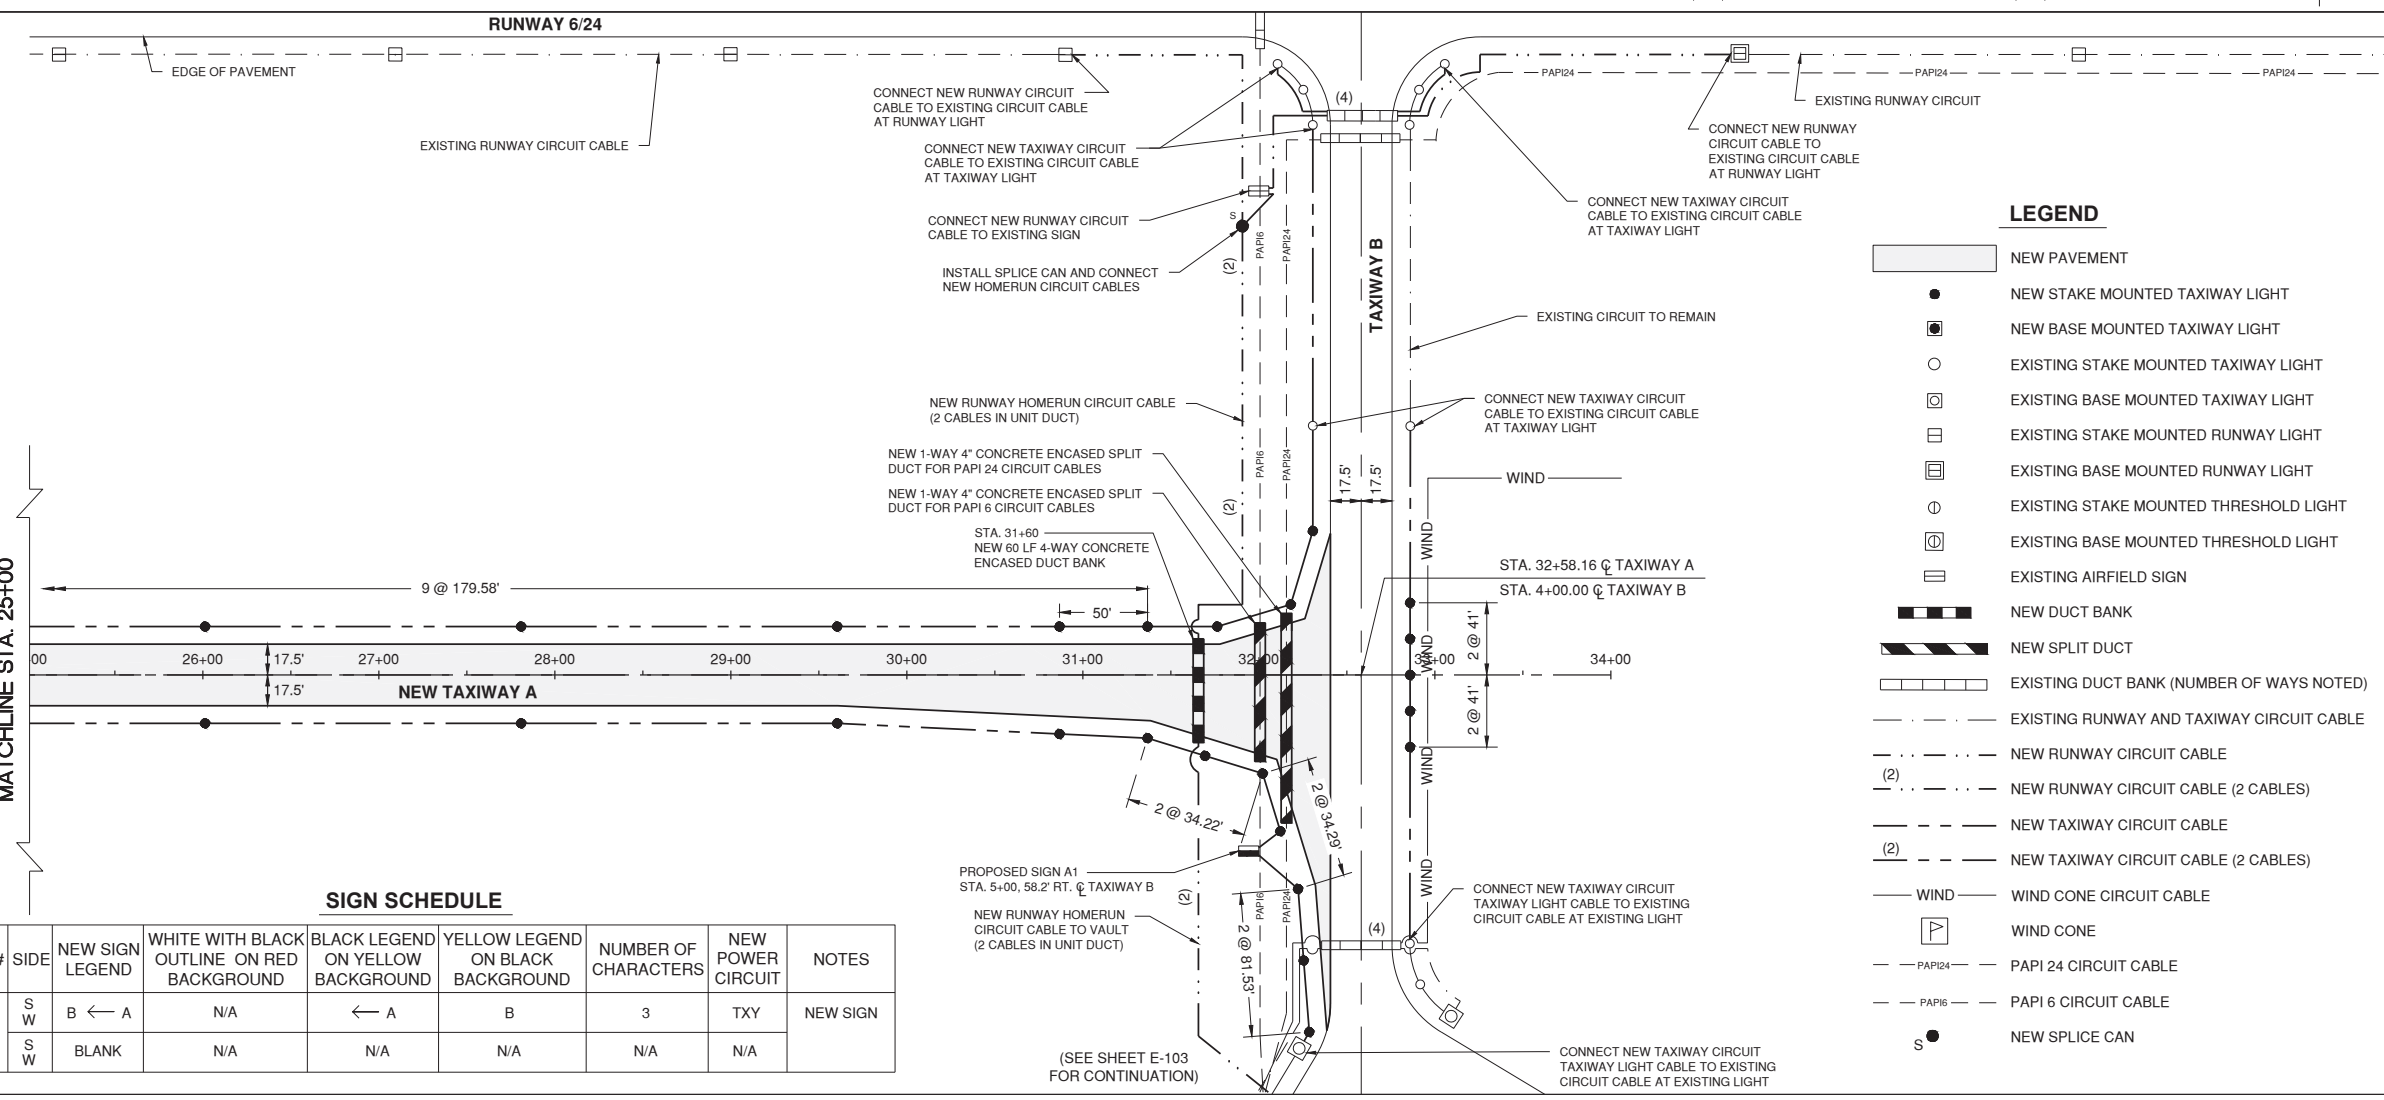 RUNWAY 6/24
EDGE OF PAVEMENT
EXISTING RUNWAY CIRCUIT CABLE
CONNECT NEW RUNWAY CIRCUIT
CABLE TO EXISTING CIRCUIT CABLE
AT RUNWAY LIGHT
CONNECT NEW TAXIWAY CIRCUIT
CABLE TO EXISTING CIRCUIT CABLE
AT TAXIWAY LIGHT
CONNECT NEW RUNWAY CIRCUIT
CABLE TO EXISTING SIGN
INSTALL SPLICE CAN AND CONNECT
NEW HOMERUN CIRCUIT CABLES
NEW RUNWAY HOMERUN CIRCUIT CABLE
(2 CABLES IN UNIT DUCT)
NEW 1-WAY 4" CONCRETE ENCASED SPLIT
DUCT FOR PAPI 24 CIRCUIT CABLES
NEW 1-WAY 4" CONCRETE ENCASED SPLIT
DUCT FOR PAPI 6 CIRCUIT CABLES
STA. 31+60
NEW 60 LF 4-WAY CONCRETE
ENCASED DUCT BANK
S
(2)
(2)
(2)
PAPI6
PAPI24
PAPI6
PAPI24
PAPI6
PAPI24
(4)
TAXIWAY B
17.5'
17.5'
PAPI24
PAPI24
PAPI24
EXISTING RUNWAY CIRCUIT
CONNECT NEW RUNWAY
CIRCUIT CABLE TO
EXISTING CIRCUIT CABLE
AT RUNWAY LIGHT
CONNECT NEW TAXIWAY CIRCUIT
CABLE TO EXISTING CIRCUIT CABLE
AT TAXIWAY LIGHT
EXISTING CIRCUIT TO REMAIN
CONNECT NEW TAXIWAY CIRCUIT
CABLE TO EXISTING CIRCUIT CABLE
AT TAXIWAY LIGHT
WIND
WIND
WIND
WIND
WIND
STA. 32+58.16 ℄ TAXIWAY A
STA. 4+00.00 ℄ TAXIWAY B
2 @ 41'
2 @ 41'
MATCHLINE STA. 25+00
9 @ 179.58'
50'
00
26+00
27+00
28+00
29+00
30+00
31+00
32+00
33+00
34+00
17.5'
17.5'
NEW TAXIWAY A
2 @ 34.22'
2 @ 34.29'
2 @ 81.53'
PROPOSED SIGN A1
STA. 5+00, 58.2' RT. ℄ TAXIWAY B
NEW RUNWAY HOMERUN
CIRCUIT CABLE TO VAULT
(2 CABLES IN UNIT DUCT)
(4)
CONNECT NEW TAXIWAY CIRCUIT
TAXIWAY LIGHT CABLE TO EXISTING
CIRCUIT CABLE AT EXISTING LIGHT
CONNECT NEW TAXIWAY CIRCUIT
TAXIWAY LIGHT CABLE TO EXISTING
CIRCUIT CABLE AT EXISTING LIGHT
(SEE SHEET E-103
FOR CONTINUATION)
SIGN SCHEDULE
# SIDE NEW SIGN LEGEND WHITE WITH BLACK OUTLINE ON RED BACKGROUND BLACK LEGEND ON YELLOW BACKGROUND YELLOW LEGEND ON BLACK BACKGROUND NUMBER OF CHARACTERS NEW POWER CIRCUIT NOTES
S W B ← A N/A ← A B 3 TXY NEW SIGN
S W BLANK N/A N/A N/A N/A N/A
LEGEND
NEW PAVEMENT
NEW STAKE MOUNTED TAXIWAY LIGHT
NEW BASE MOUNTED TAXIWAY LIGHT
EXISTING STAKE MOUNTED TAXIWAY LIGHT
EXISTING BASE MOUNTED TAXIWAY LIGHT
EXISTING STAKE MOUNTED RUNWAY LIGHT
EXISTING BASE MOUNTED RUNWAY LIGHT
EXISTING STAKE MOUNTED THRESHOLD LIGHT
EXISTING BASE MOUNTED THRESHOLD LIGHT
EXISTING AIRFIELD SIGN
NEW DUCT BANK
NEW SPLIT DUCT
EXISTING DUCT BANK (NUMBER OF WAYS NOTED)
EXISTING RUNWAY AND TAXIWAY CIRCUIT CABLE
NEW RUNWAY CIRCUIT CABLE
(2) NEW RUNWAY CIRCUIT CABLE (2 CABLES)
NEW TAXIWAY CIRCUIT CABLE
(2) NEW TAXIWAY CIRCUIT CABLE (2 CABLES)
WIND WIND CONE CIRCUIT CABLE
WIND CONE
PAPI24 PAPI 24 CIRCUIT CABLE
PAPI6 PAPI 6 CIRCUIT CABLE
S NEW SPLICE CAN